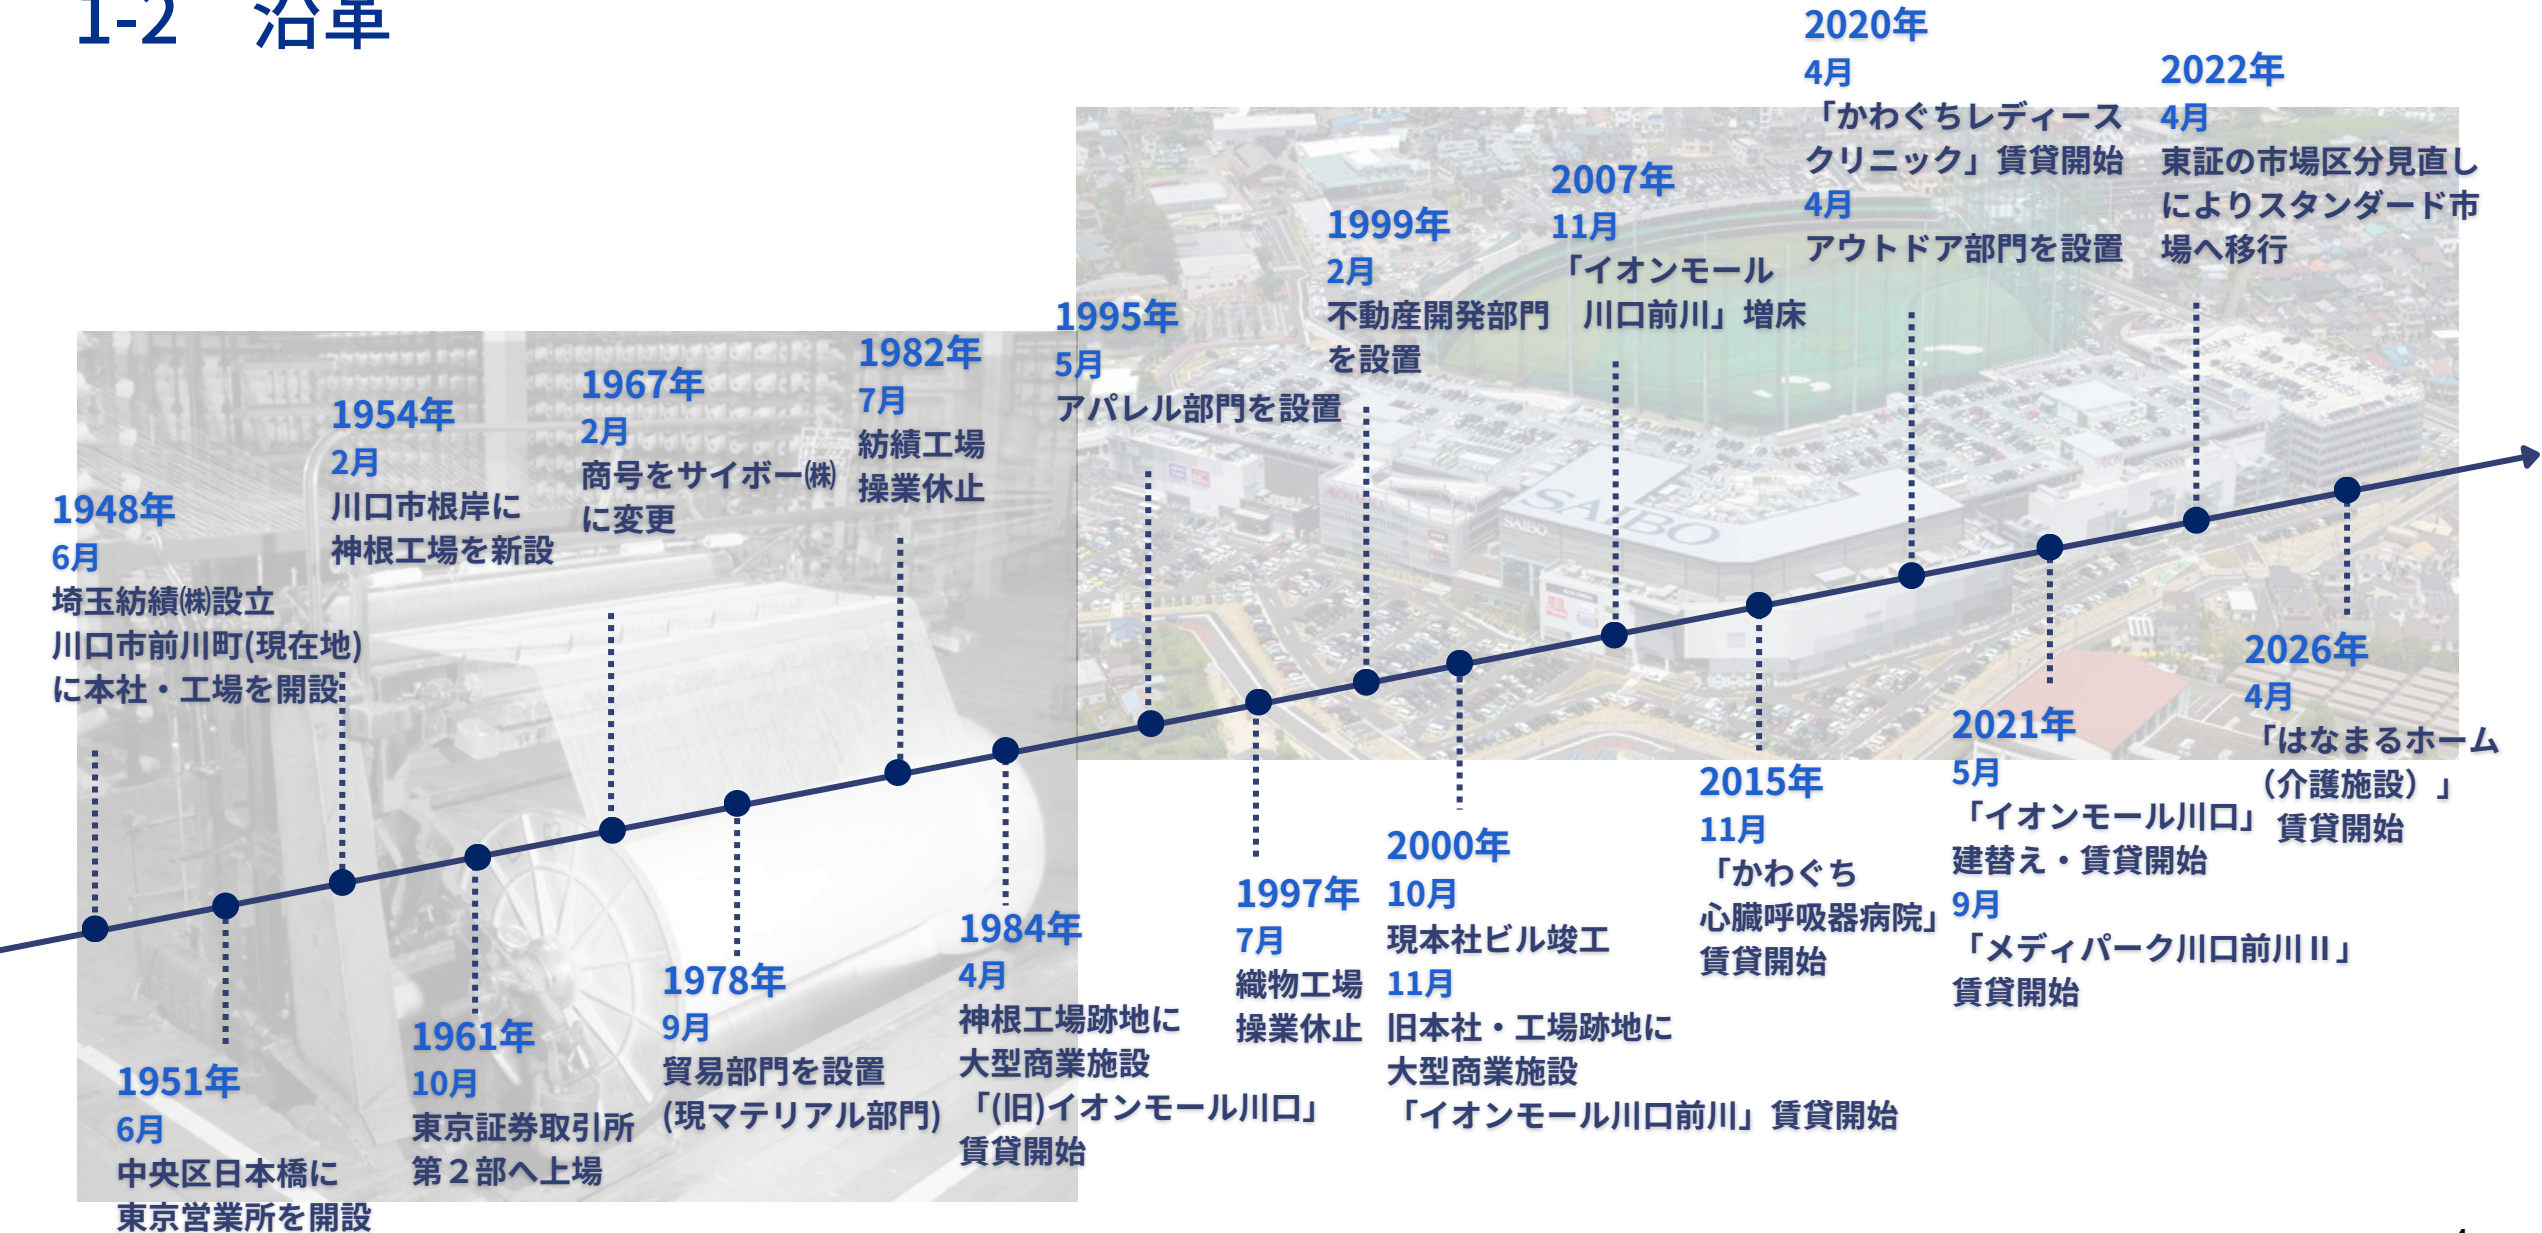 1-2 沿革
1948年
6月
埼玉紡績㈱設立
川口市前川町(現在地)
に本社・工場を開設
1951年
6月
中央区日本橋に
東京営業所を開設
1954年
2月
川口市根岸に
神根工場を新設
1961年
10月
東京証券取引所
第２部へ上場
1967年
2月
商号をサイボー㈱
に変更
1978年
9月
貿易部門を設置
(現マテリアル部門)
1982年
7月
紡績工場
操業休止
1984年
4月
神根工場跡地に
大型商業施設
「(旧)イオンモール川口」
賃貸開始
1995年
5月
アパレル部門を設置
1997年
7月
織物工場
操業休止
1999年
2月
不動産開発部門
を設置
2000年
10月
現本社ビル竣工
11月
旧本社・工場跡地に
大型商業施設
「イオンモール川口前川」賃貸開始
2007年
11月
「イオンモール
川口前川」増床
2015年
11月
「かわぐち
心臓呼吸器病院」
賃貸開始
2020年
4月
「かわぐちレディース
クリニック」賃貸開始
4月
アウトドア部門を設置
2021年
5月
「イオンモール川口」
建替え・賃貸開始
9月
「メディパーク川口前川Ⅱ」
賃貸開始
2022年
4月
東証の市場区分見直し
によりスタンダード市
場へ移行
2026年
4月
「はなまるホーム
（介護施設）」
賃貸開始
SAIBO
SAIBO